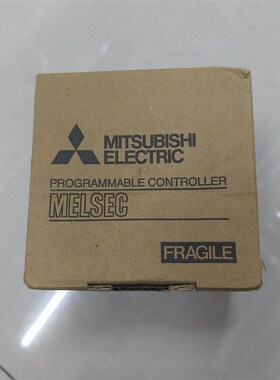 MITSUBISHI
ELECTRIC
PROGRAMMABLE CONTROLLER
MELSEC
FRAGILE